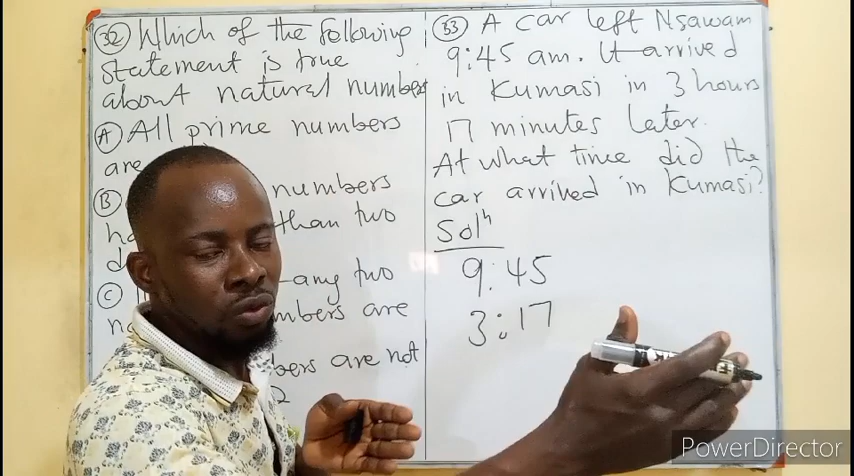 32 Which of the following
statement is true
about natural numbers
A All prime numbers
are
B numbers
than two
C any two
mbers are
bers are not
2
33 A car left Nsawam
9:45 am. It arrived
in Kumasi in 3 hours
17 minutes later.
At what time did the
car arrived in Kumasi?
Solⁿ
9:45
3:17
PowerDirector